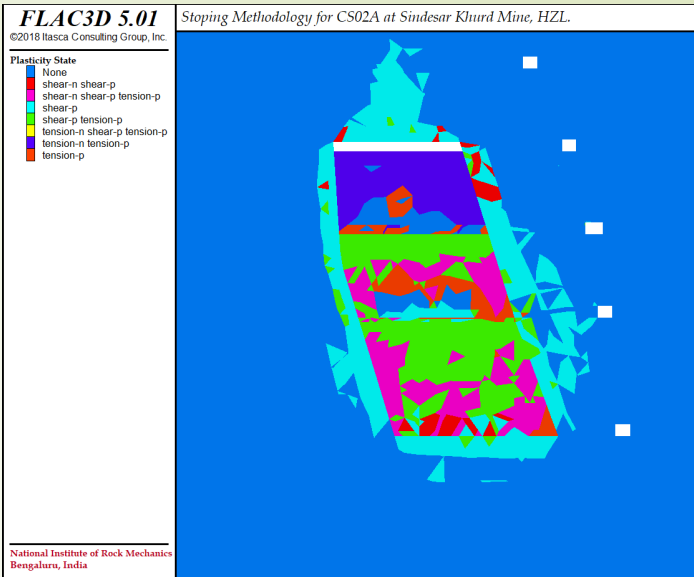 FLAC3D 5.01
©2018 Itasca Consulting Group, Inc.
Stoping Methodology for CS02A at Sindesar Khurd Mine, HZL.
Plasticity State
None
shear-n shear-p
shear-n shear-p tension-p
shear-p
shear-p tension-p
tension-n shear-p tension-p
tension-n tension-p
tension-p
National Institute of Rock Mechanics
Bengaluru, India